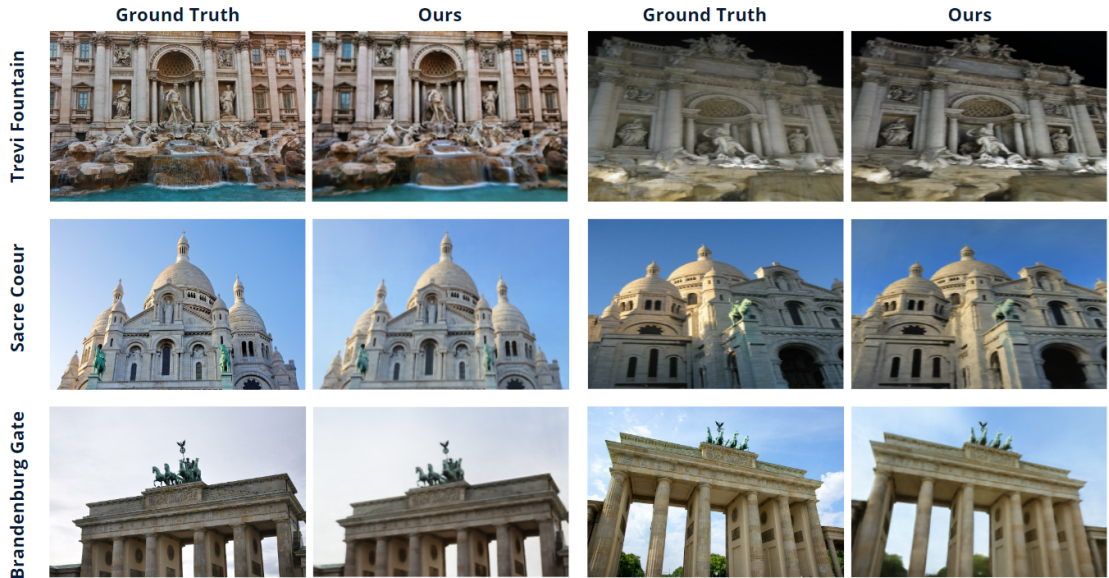 Ground Truth
Ours
Ground Truth
Ours
Trevi Fountain
Sacre Coeur
Brandenburg Gate